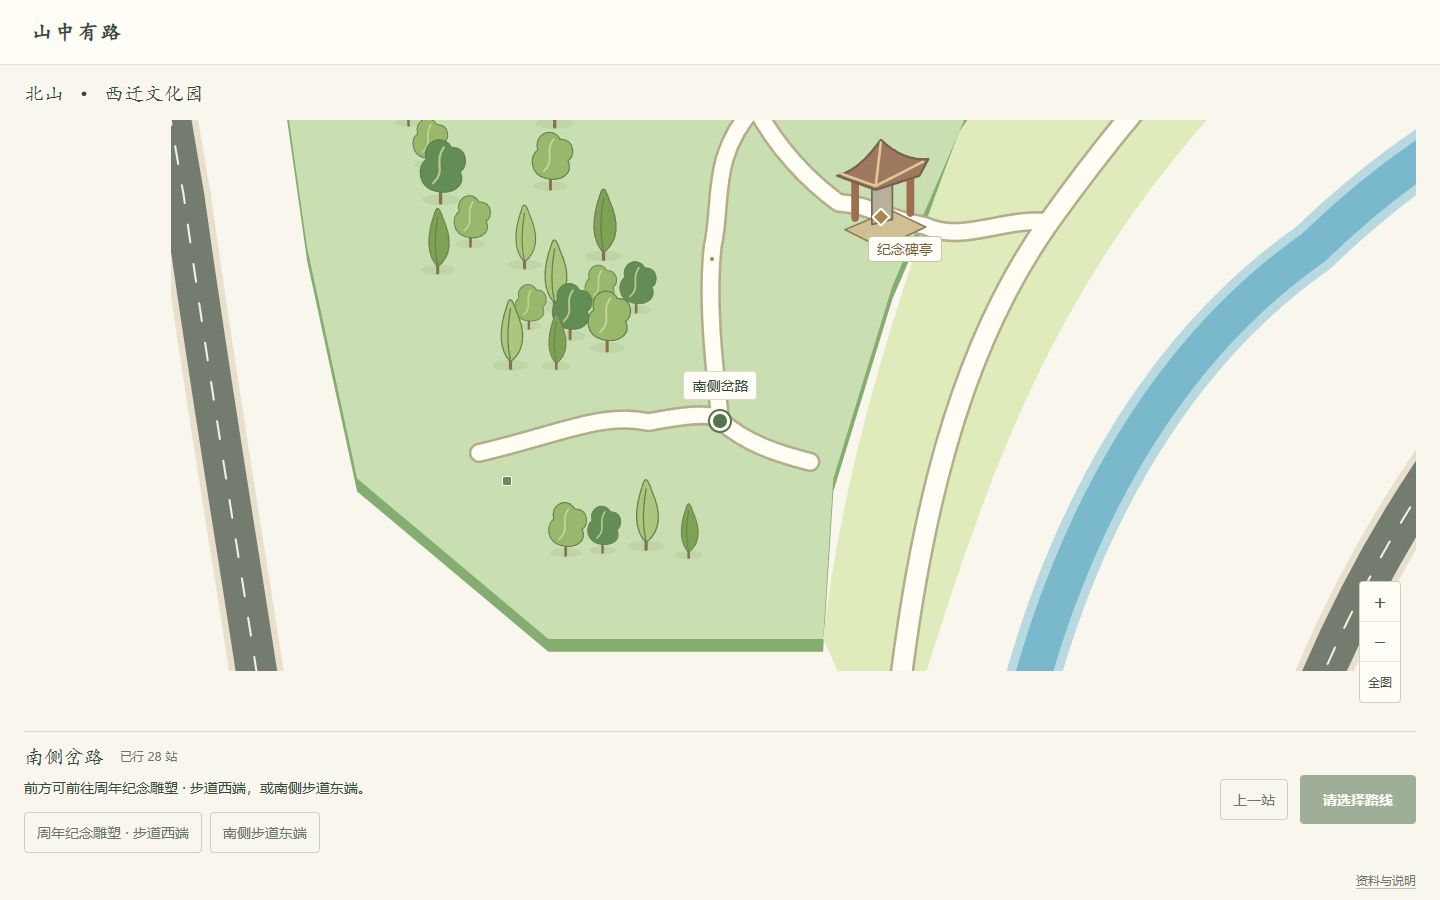 山中有路
北山 • 西迁文化园
纪念碑亭
南侧岔路
+
−
全图
南侧岔路 已行 28 站
前方可前往周年纪念雕塑 · 步道西端，或南侧步道东端。
周年纪念雕塑 · 步道西端 南侧步道东端
上一站 请选择路线
资料与说明